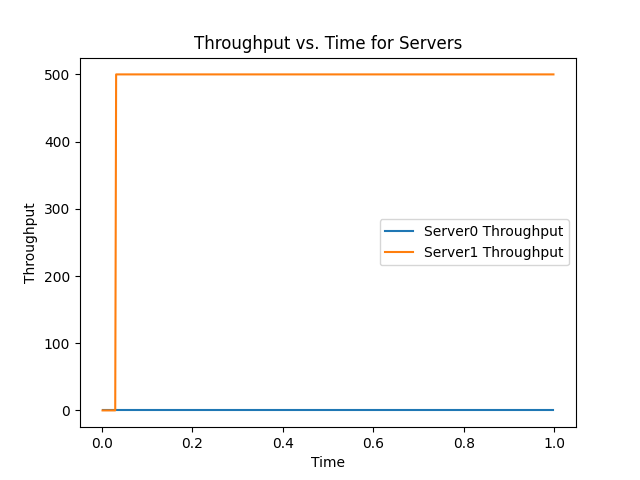 Throughput vs. Time for Servers
500
400
300
200
100
0
Throughput
Server0 Throughput
Server1 Throughput
0.0 0.2 0.4 0.6 0.8 1.0
Time